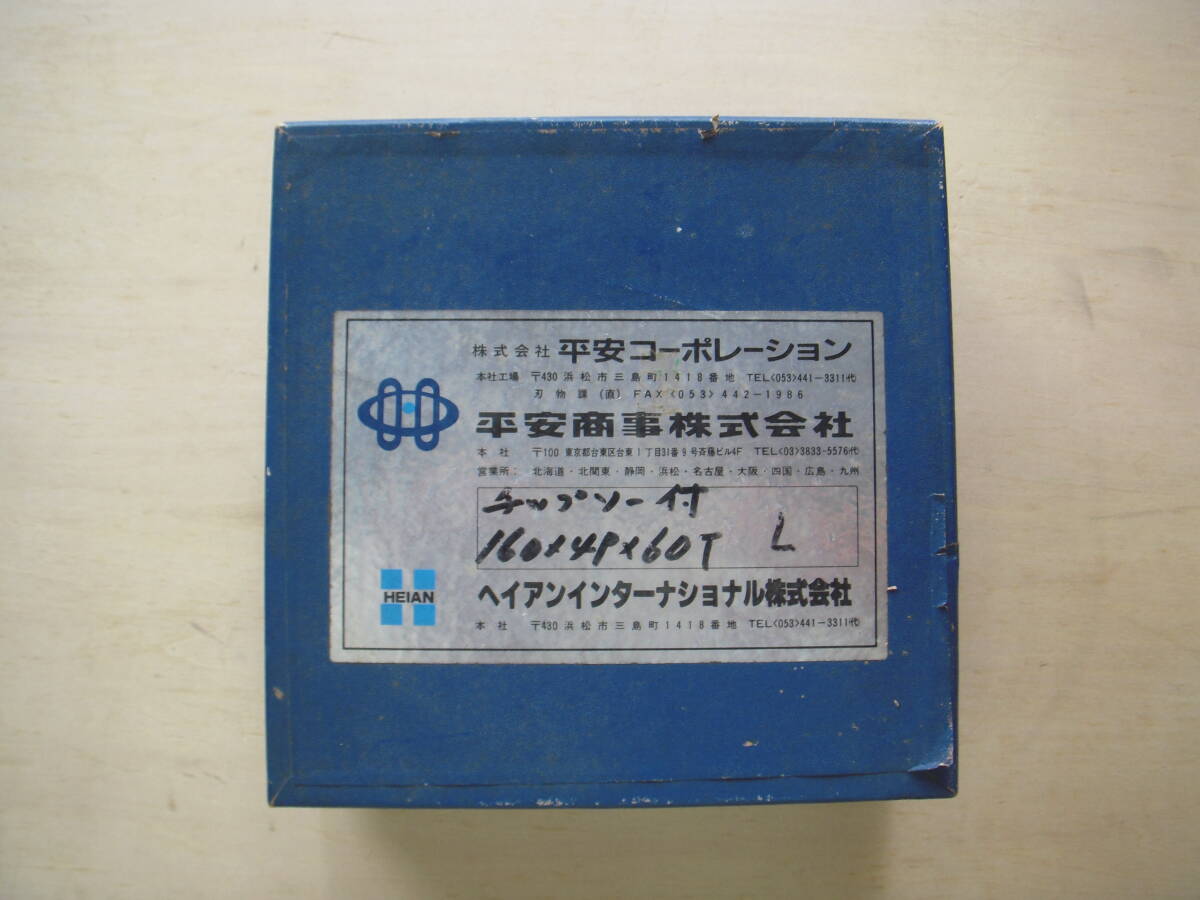 株式会社 平安コーポレーション
本社工場 〒430 浜松市三島町1418番地 TEL<053>441-3311代
刃物課(直) FAX<053>442-1986
平安商事株式会社
本社 〒100 東京都台東区台東1丁目31番9号斉藤ビル4F TEL<03>3833-5576代
営業所: 北海道・北関東・静岡・浜松・名古屋・大阪・四国・広島・九州
チップソー付
160×4P×60T L
HEIAN
ヘイアンインターナショナル株式会社
本社 〒430 浜松市三島町1418番地 TEL<053>441-3311代